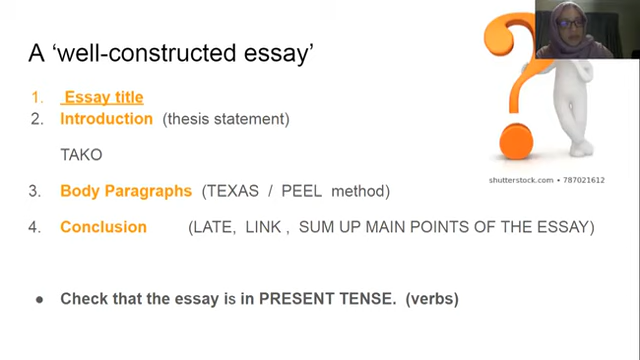 A ‘well-constructed essay’
1. Essay title
2. Introduction (thesis statement)
TAKO
3. Body Paragraphs (TEXAS / PEEL method)
4. Conclusion (LATE, LINK , SUM UP MAIN POINTS OF THE ESSAY)
● Check that the essay is in PRESENT TENSE. (verbs)
shutterstock.com • 787021612